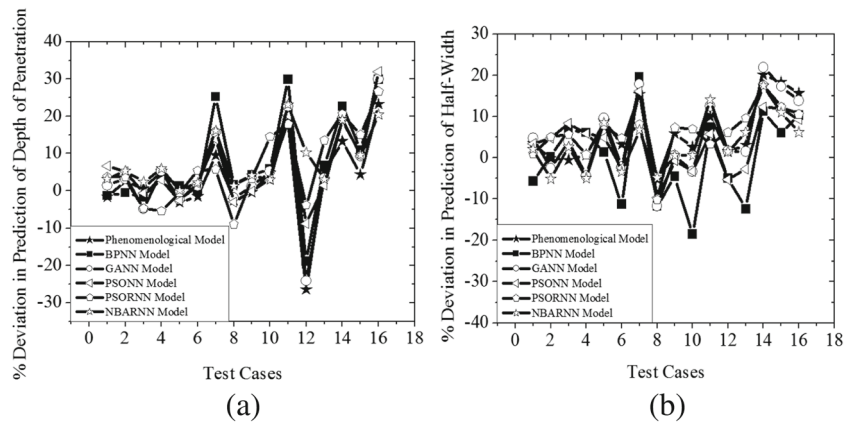 % Deviation in Prediction of Depth of Penetration
40
30
20
10
0
-10
-20
-30
Phenomenological Model
BPNN Model
GANN Model
PSONN Model
PSORNN Model
NBARNN Model
0 2 4 6 8 10 12 14 16 18
Test Cases
(a)
% Deviation in Prediction of Half-Width
30
20
10
0
-10
-20
-30
-40
Phenomenological Model
BPNN Model
GANN Model
PSONN Model
PSORNN Model
NBARNN Model
0 2 4 6 8 10 12 14 16 18
Test Cases
(b)